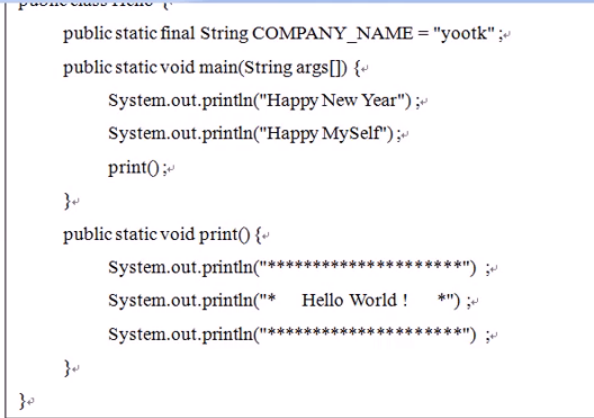 public class Hello {
public static final String COMPANY_NAME = "yootk" ;
public static void main(String args[]) {
System.out.println("Happy New Year") ;
System.out.println("Happy MySelf") ;
print() ;
}
public static void print() {
System.out.println("**********************") ;
System.out.println("*    Hello World !    *") ;
System.out.println("**********************") ;
}
}